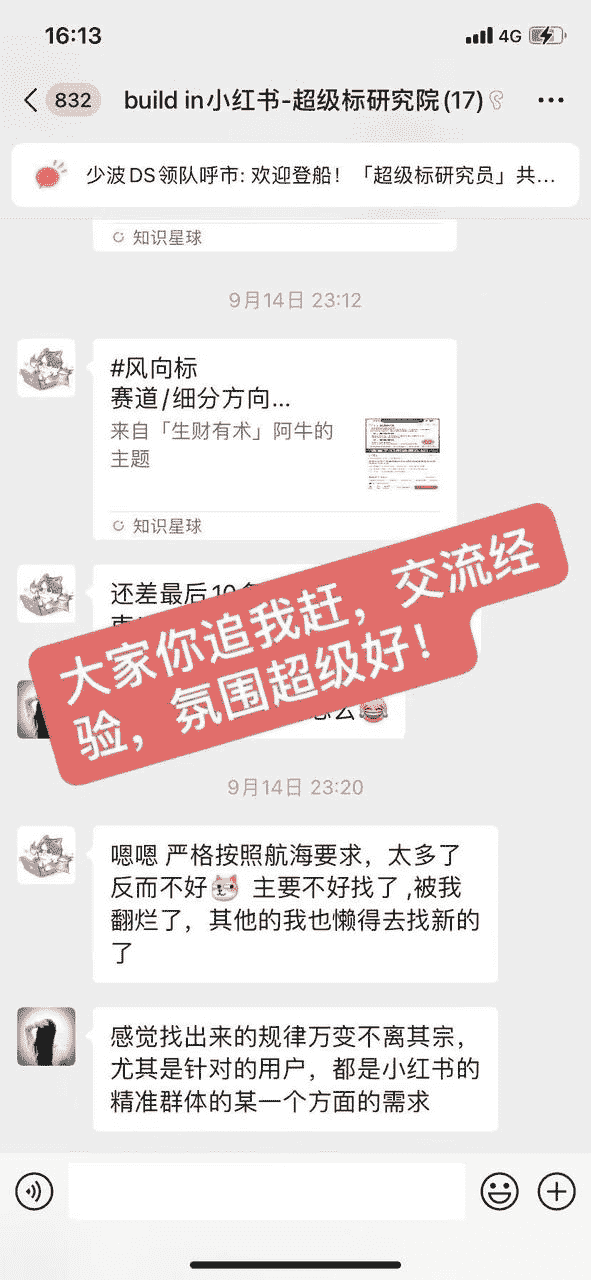 16:13
4G
832
build in小红书-超级标研究院(17)
少波DS领队呼市: 欢迎登船！「超级标研究员」共...
知识星球
9月14日 23:12
#风向标
赛道/细分方向...
来自「生财有术」阿牛的
主题
知识星球
还差最后10
大家你追我赶，交流经
验，氛围超级好！
9月14日 23:20
嗯嗯 严格按照航海要求，太多了
反而不好 主要不好找了 ,被我
翻烂了，其他的我也懒得去找新的
了
感觉找出来的规律万变不离其宗，
尤其是针对的用户，都是小红书的
精准群体的某一个方面的需求